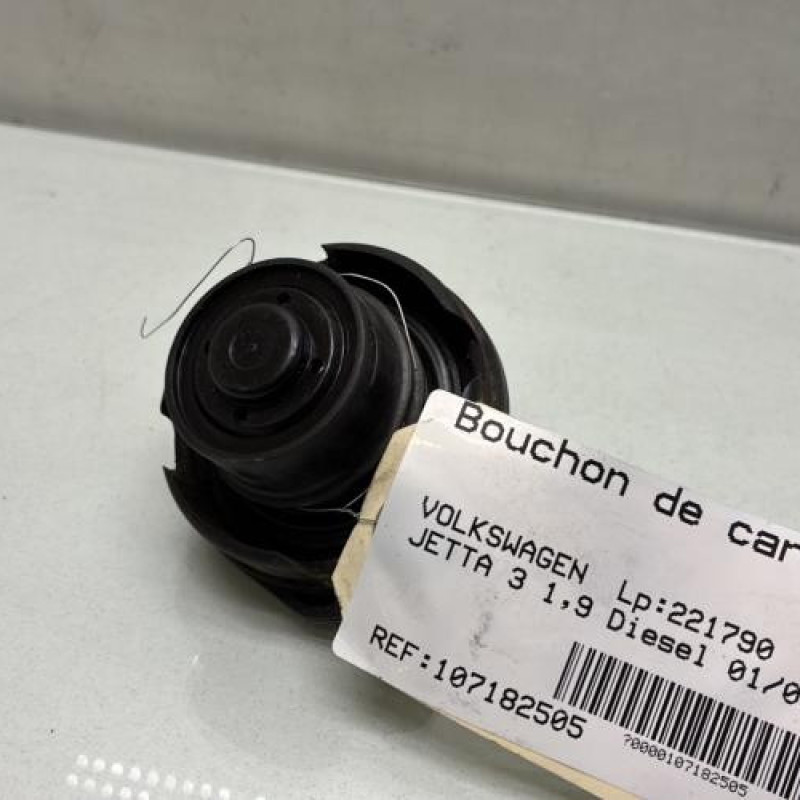 Bouchon de car
VOLKSWAGEN Lp:221790
JETTA 3 1,9 Diesel 01/0
REF:107182505
?0000107182505